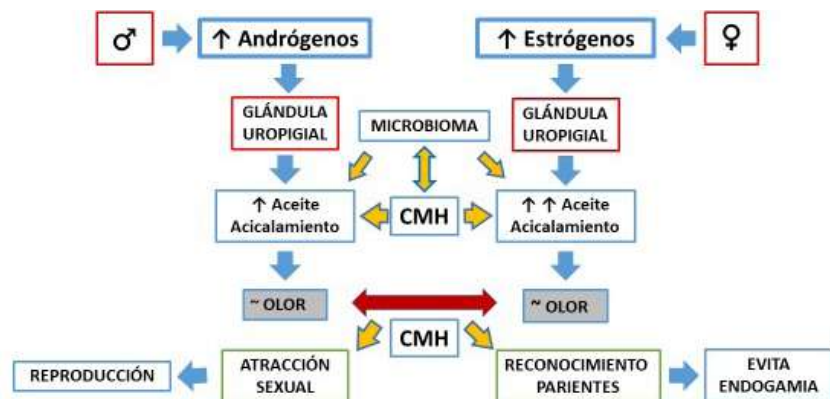 ♂
↑ Andrógenos
↑ Estrógenos
♀
GLÁNDULA
UROPIGIAL
MICROBIOMA
GLÁNDULA
UROPIGIAL
↑ Aceite
Acicalamiento
CMH
↑ ↑ Aceite
Acicalamiento
~ OLOR
~ OLOR
CMH
REPRODUCCIÓN
ATRACCIÓN
SEXUAL
RECONOCIMIENTO
PARIENTES
EVITA
ENDOGAMIA